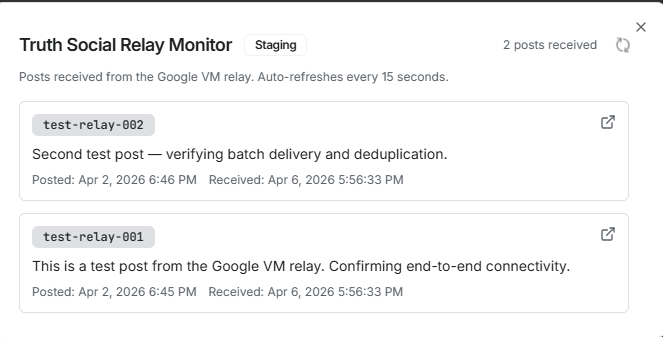 Truth Social Relay Monitor Staging 2 posts received
Posts received from the Google VM relay. Auto-refreshes every 15 seconds.
test-relay-002
Second test post — verifying batch delivery and deduplication.
Posted: Apr 2, 2026 6:46 PM Received: Apr 6, 2026 5:56:33 PM
test-relay-001
This is a test post from the Google VM relay. Confirming end-to-end connectivity.
Posted: Apr 2, 2026 6:45 PM Received: Apr 6, 2026 5:56:33 PM